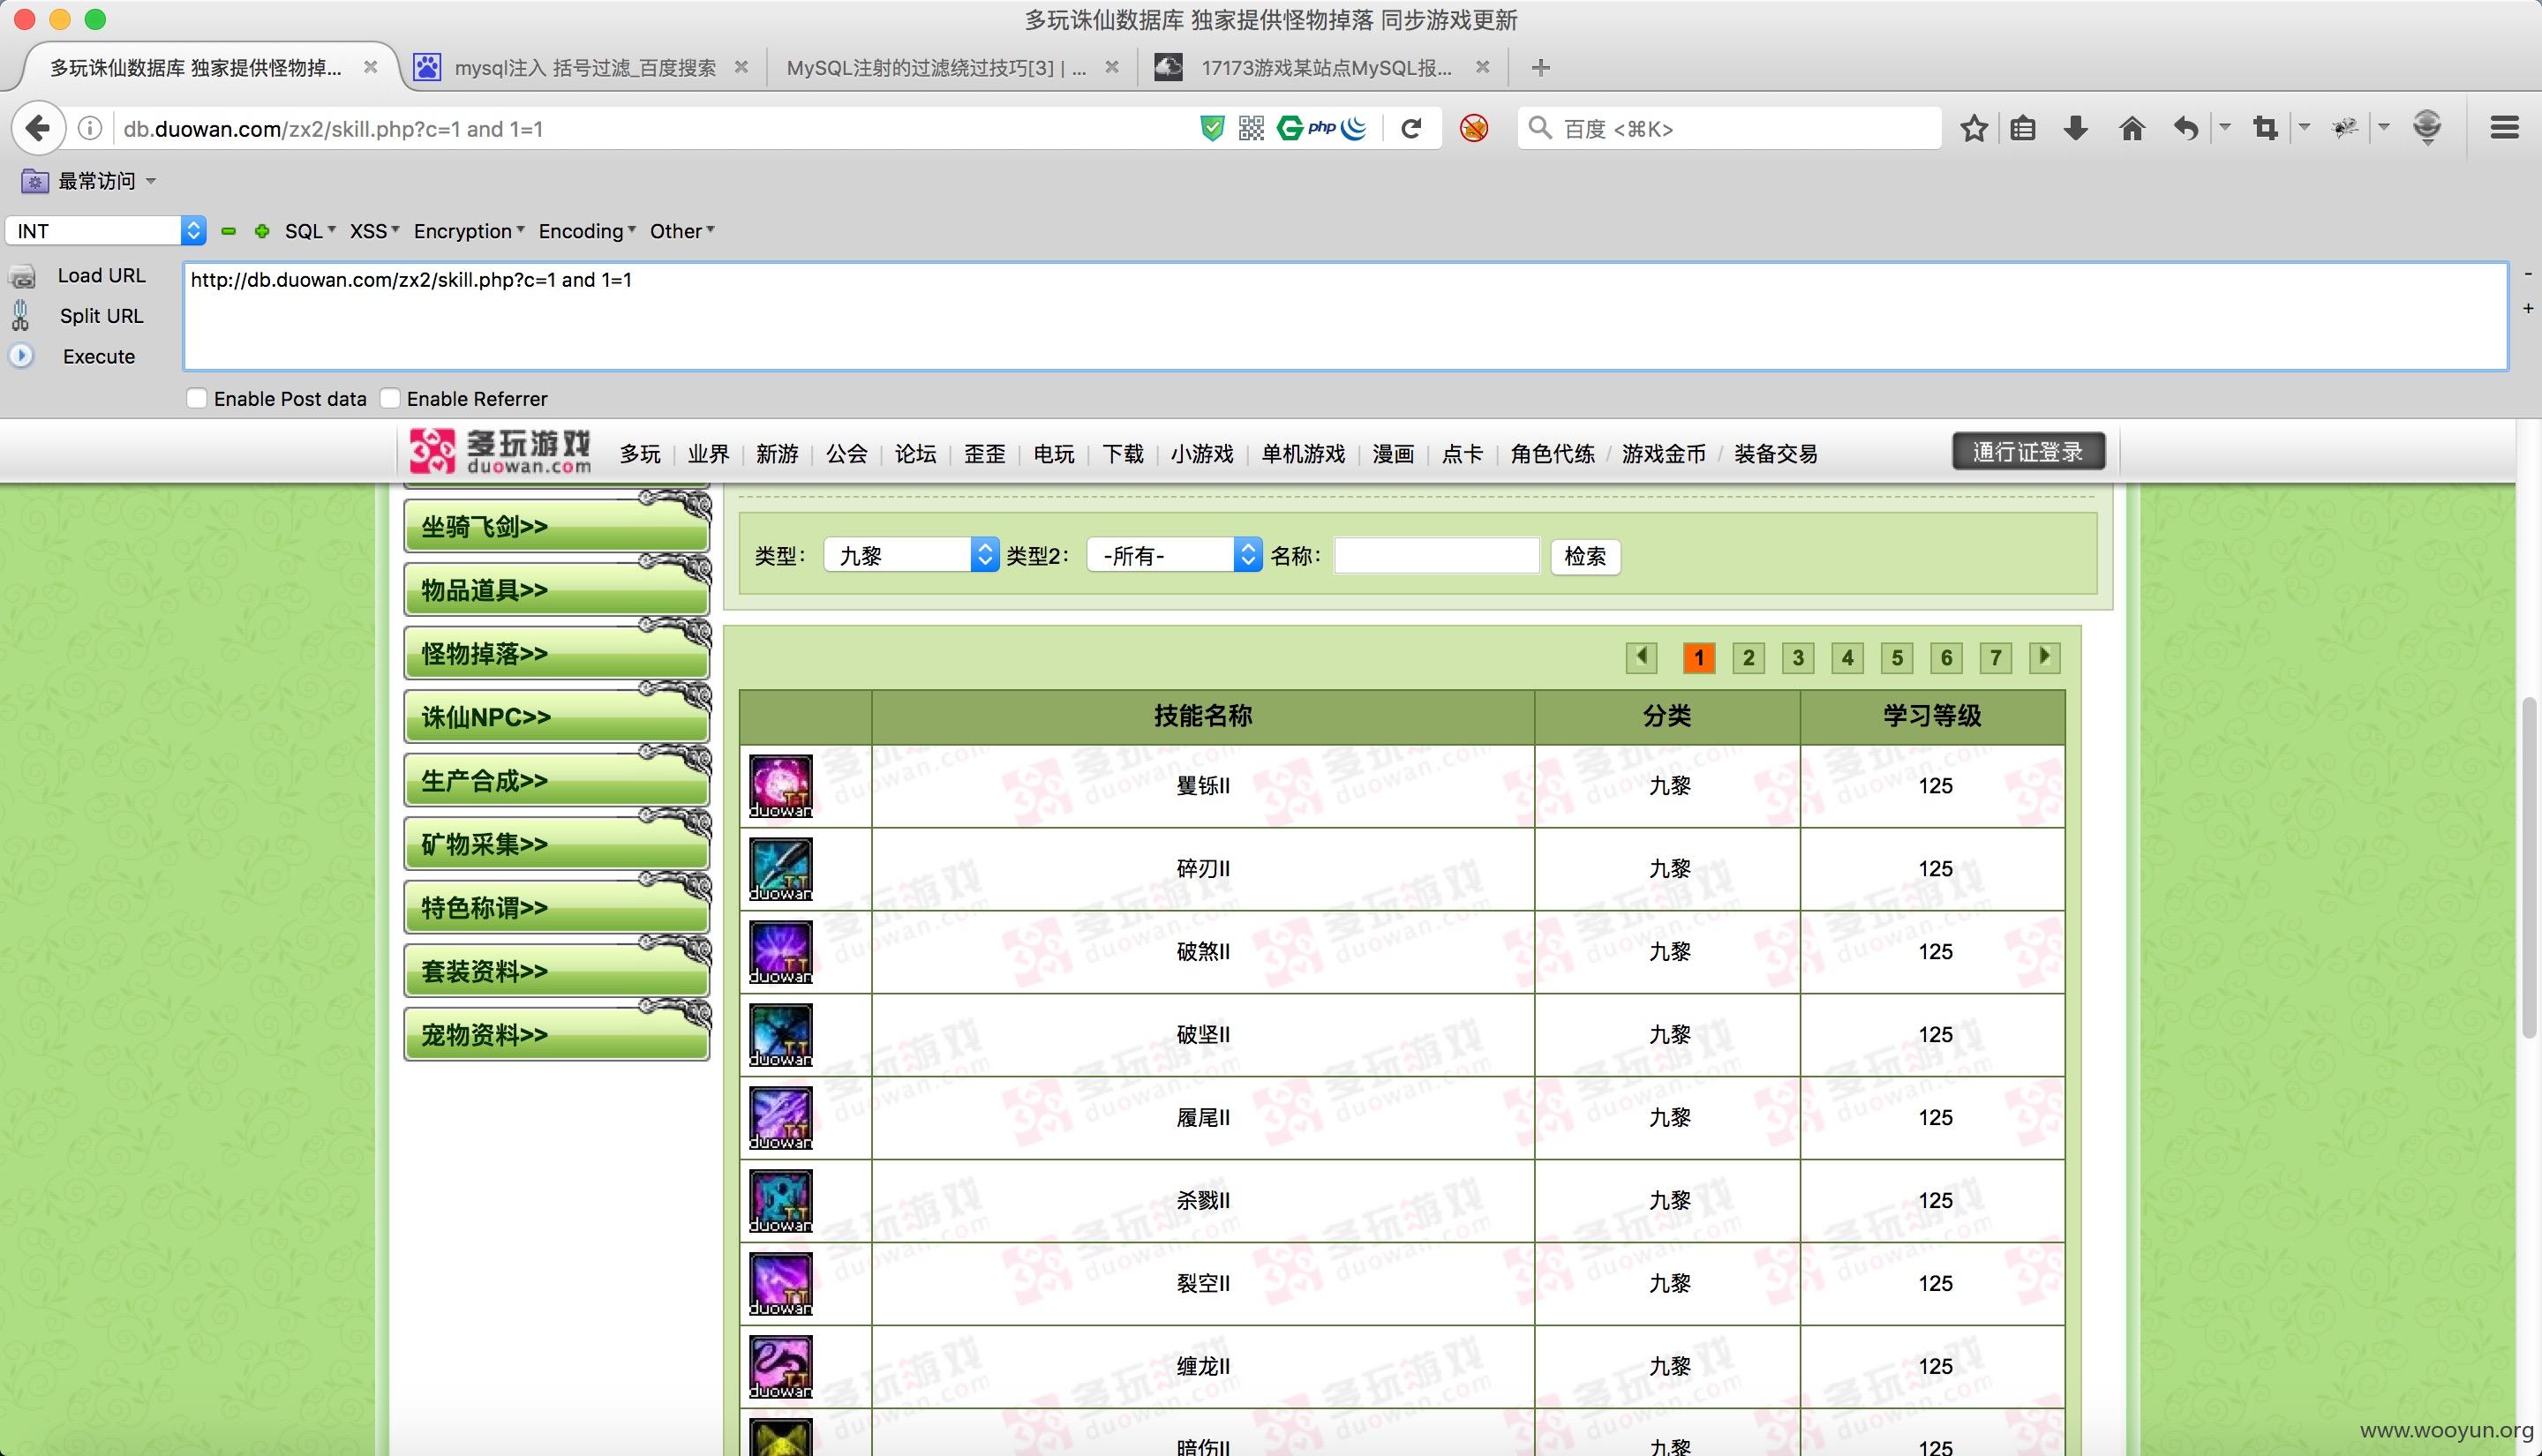 多玩诛仙数据库 独家提供怪物掉落 同步游戏更新
多玩诛仙数据库 独家提供怪物掉...
mysql注入 括号过滤_百度搜索
MySQL注射的过滤绕过技巧[3] | ...
17173游戏某站点MySQL报...
db.duowan.com/zx2/skill.php?c=1 and 1=1
php
百度 <⌘K>
最常访问
INT
SQL
XSS
Encryption
Encoding
Other
Load URL
http://db.duowan.com/zx2/skill.php?c=1 and 1=1
Split URL
Execute
Enable Post data
Enable Referrer
多玩游戏
duowan.com
多玩 | 业界 | 新游 | 公会 | 论坛 | 歪歪 | 电玩 | 下载 | 小游戏 | 单机游戏 | 漫画 | 点卡 | 角色代练 / 游戏金币 / 装备交易
通行证登录
坐骑飞剑>>
物品道具>>
怪物掉落>>
诛仙NPC>>
生产合成>>
矿物采集>>
特色称谓>>
套装资料>>
宠物资料>>
类型： 九黎 类型2： -所有- 名称： 检索
1 2 3 4 5 6 7
技能名称 分类 学习等级
矍铄II 九黎 125
碎刃II 九黎 125
破煞II 九黎 125
破坚II 九黎 125
履尾II 九黎 125
杀戮II 九黎 125
裂空II 九黎 125
缠龙II 九黎 125
暗伤II 九黎 125
www.wooyun.org